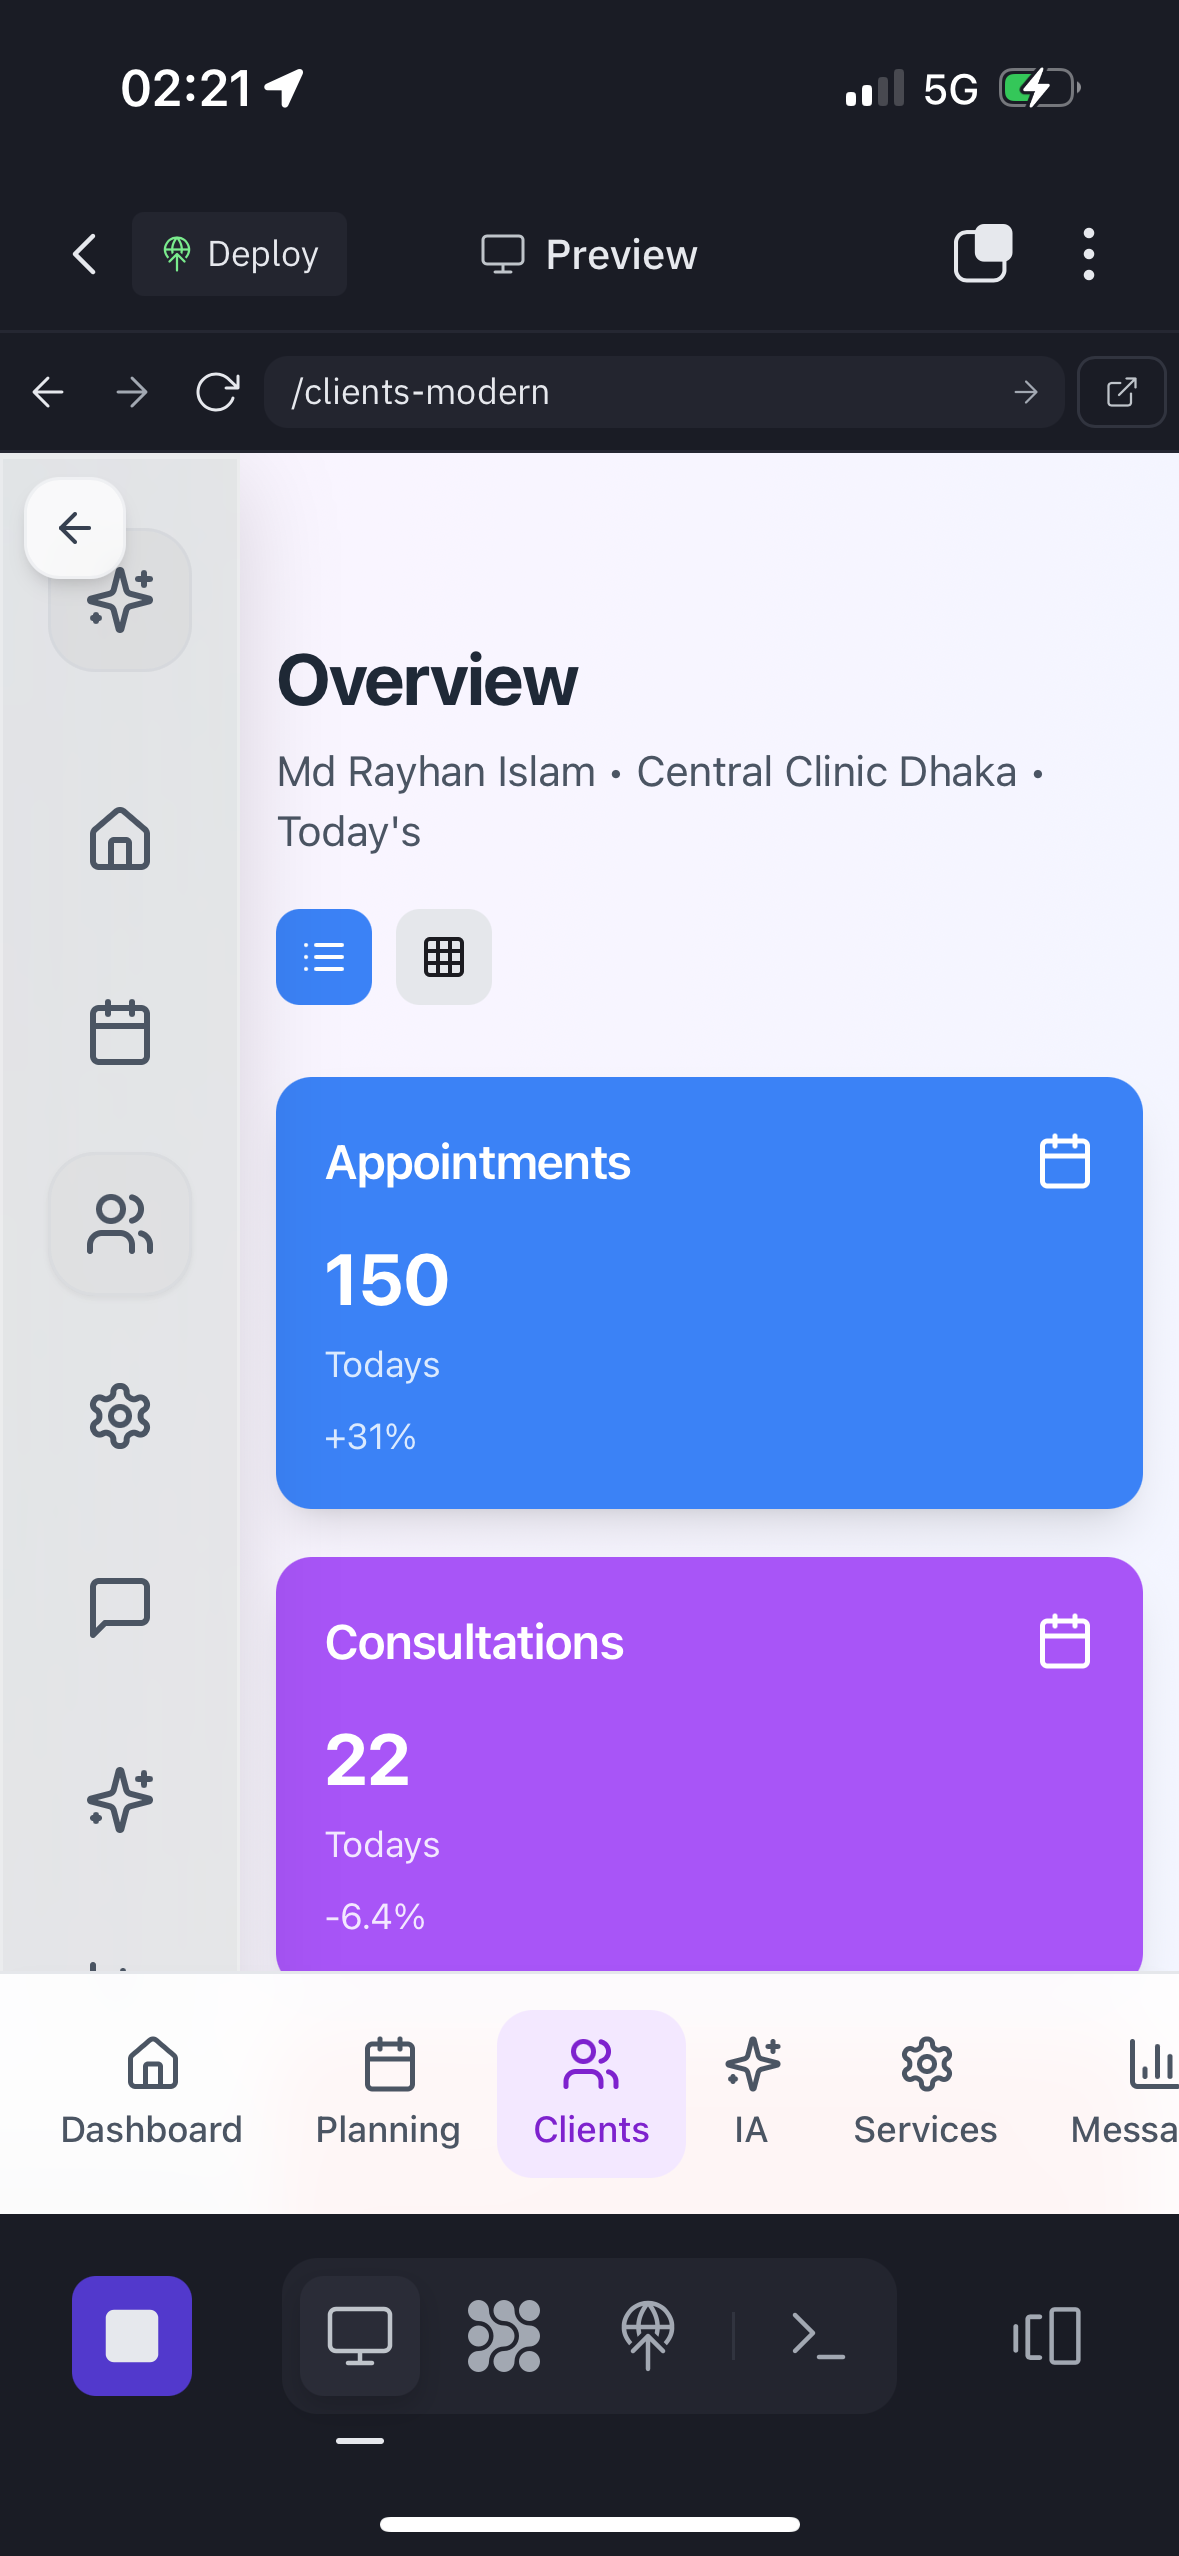 02:21
5G
Deploy
Preview
/clients-modern
Overview
Md Rayhan Islam • Central Clinic Dhaka •
Today's
Appointments
150
Todays
+31%
Consultations
22
Todays
-6.4%
Dashboard
Planning
Clients
IA
Services
Messa